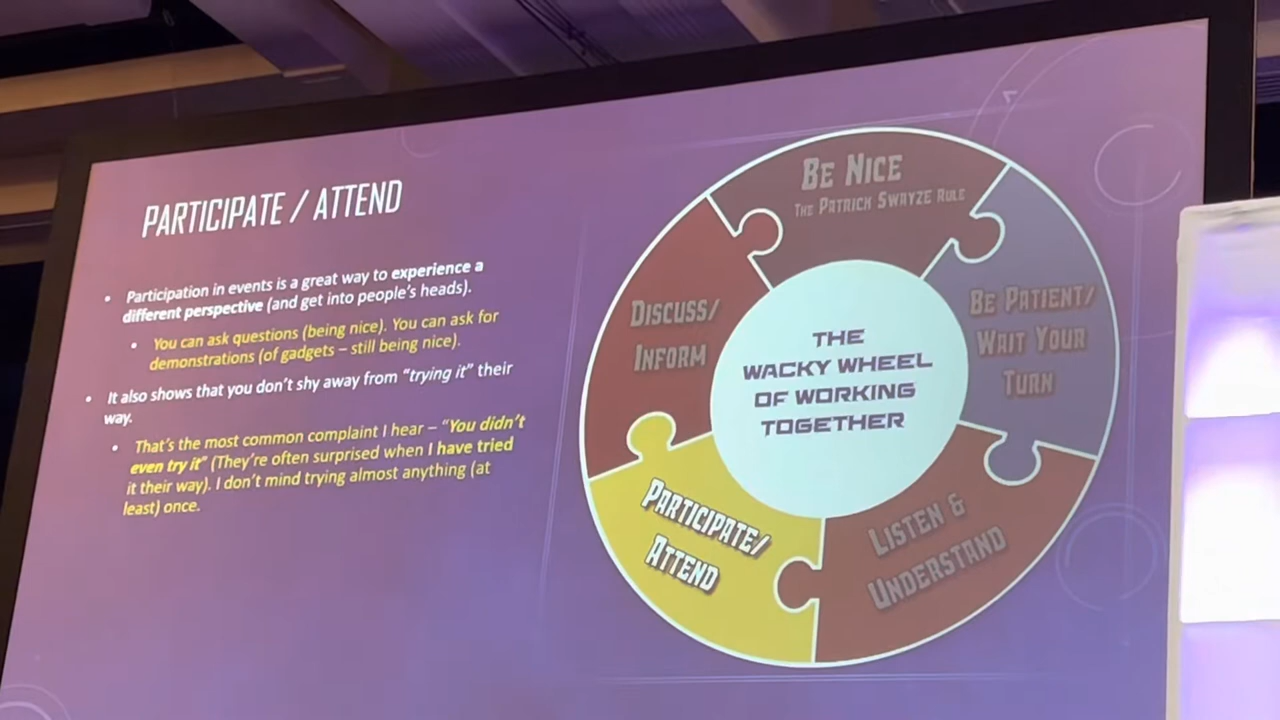 PARTICIPATE / ATTEND
• Participation in events is a great way to experience a
different perspective (and get into people's heads).
• You can ask questions (being nice). You can ask for
demonstrations (of gadgets – still being nice).
• It also shows that you don't shy away from "trying it" their
way.
• That's the most common complaint I hear – "You didn't
even try it" (They're often surprised when I have tried
it their way). I don't mind trying almost anything (at
least) once.
BE NICE
THE PATRICK SWAYZE RULE
BE PATIENT/
WAIT YOUR
TURN
LISTEN &
UNDERSTAND
PARTICIPATE/
ATTEND
DISCUSS/
INFORM
THE
WACKY WHEEL
OF WORKING
TOGETHER